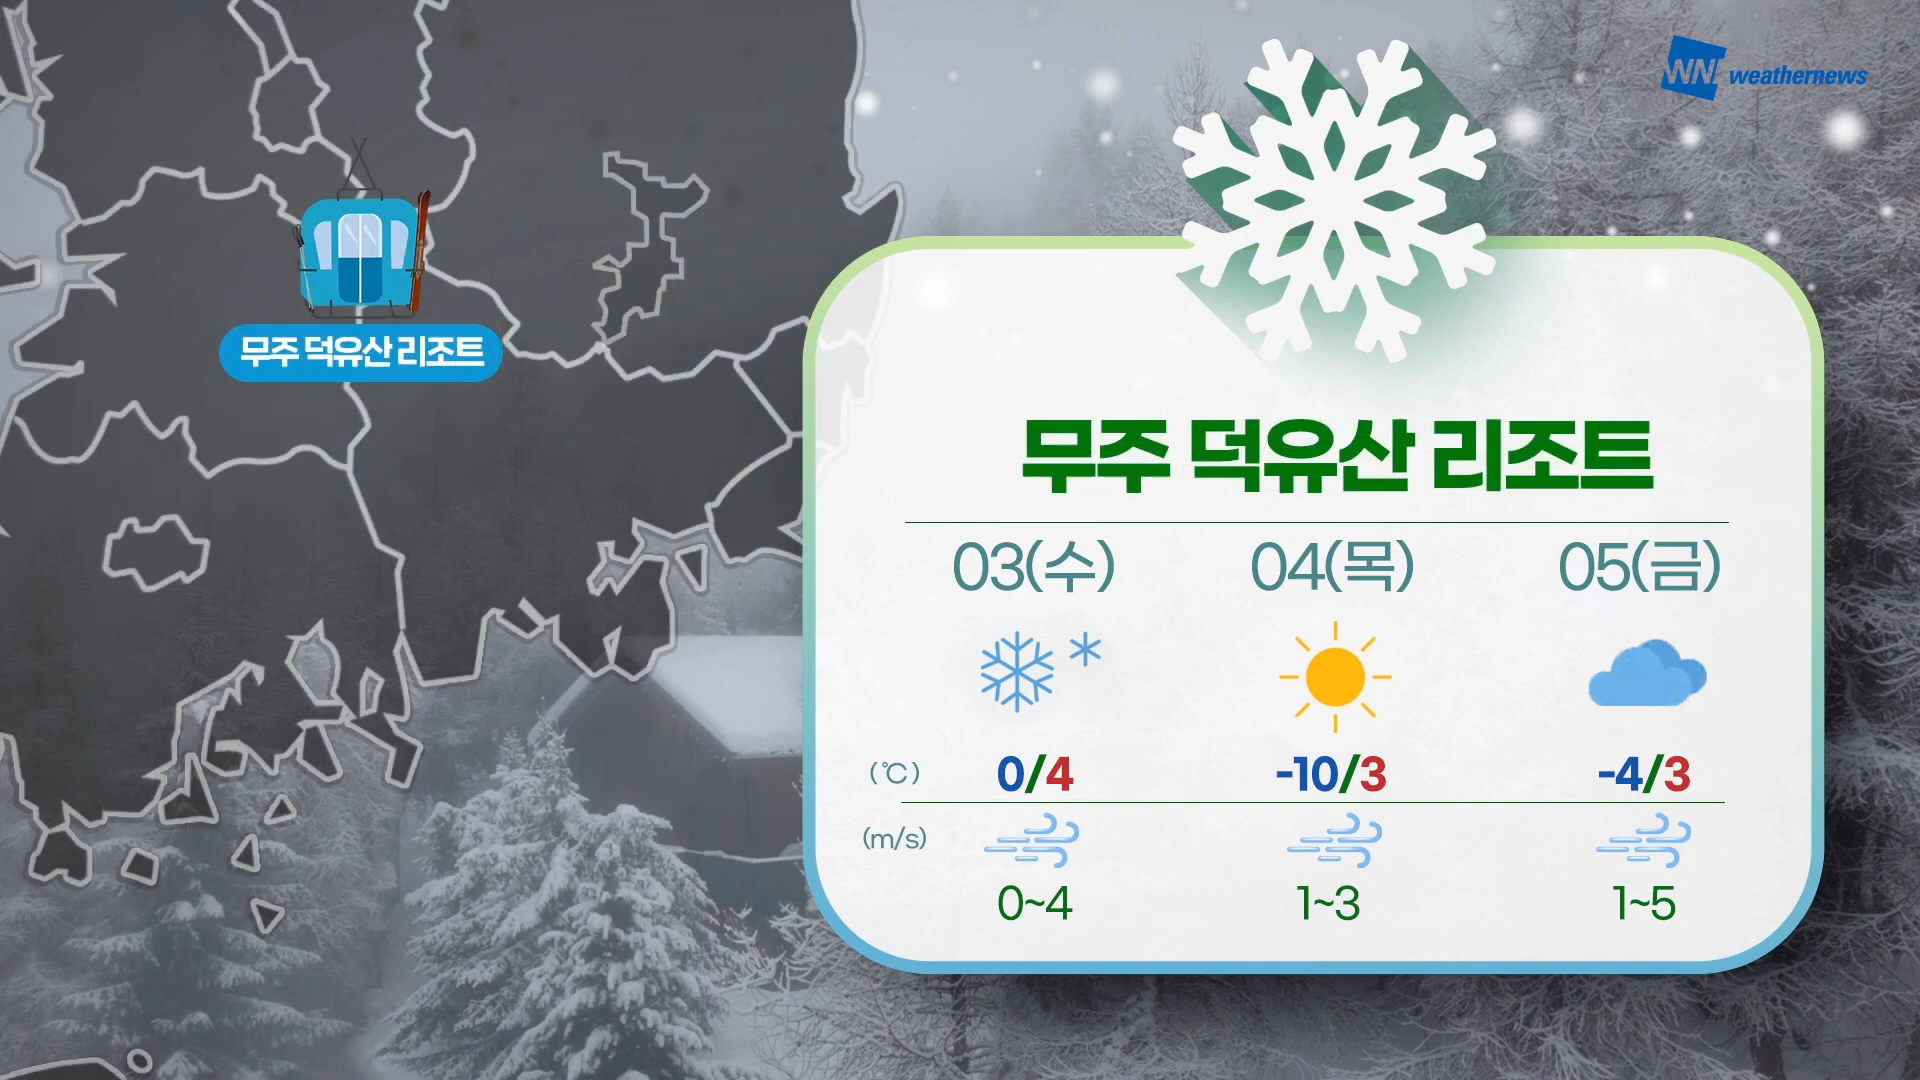 WNI weathernews
무주 덕유산 리조트
무주 덕유산 리조트
03(수) 04(목) 05(금)
(℃) 0/4 -10/3 -4/3
(m/s)
0~4 1~3 1~5